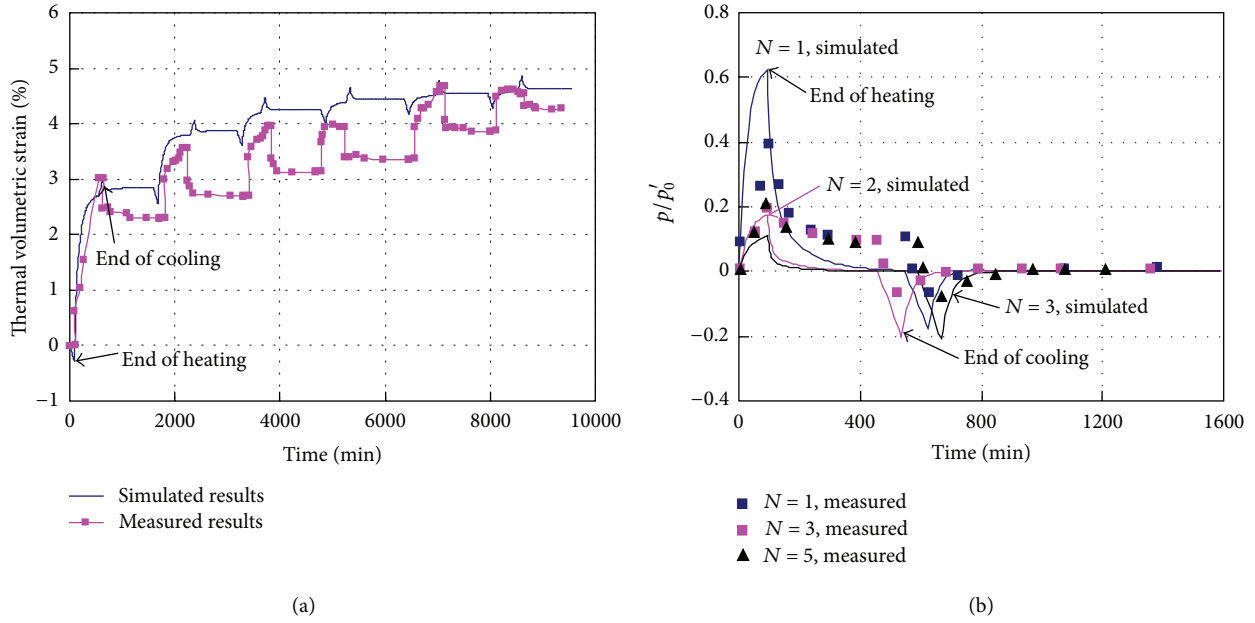 6
5
4
3
2
1
0
−1
Thermal volumetric strain (%)
End of cooling
End of heating
0
2000
4000
6000
8000
10000
Time (min)
Simulated results
Measured results
(a)
0.8
0.6
0.4
0.2
0
−0.2
−0.4
p/p′0
N = 1, simulated
End of heating
N = 2, simulated
N = 3, simulated
End of cooling
0
400
800
1200
1600
Time (min)
N = 1, measured
N = 3, measured
N = 5, measured
(b)